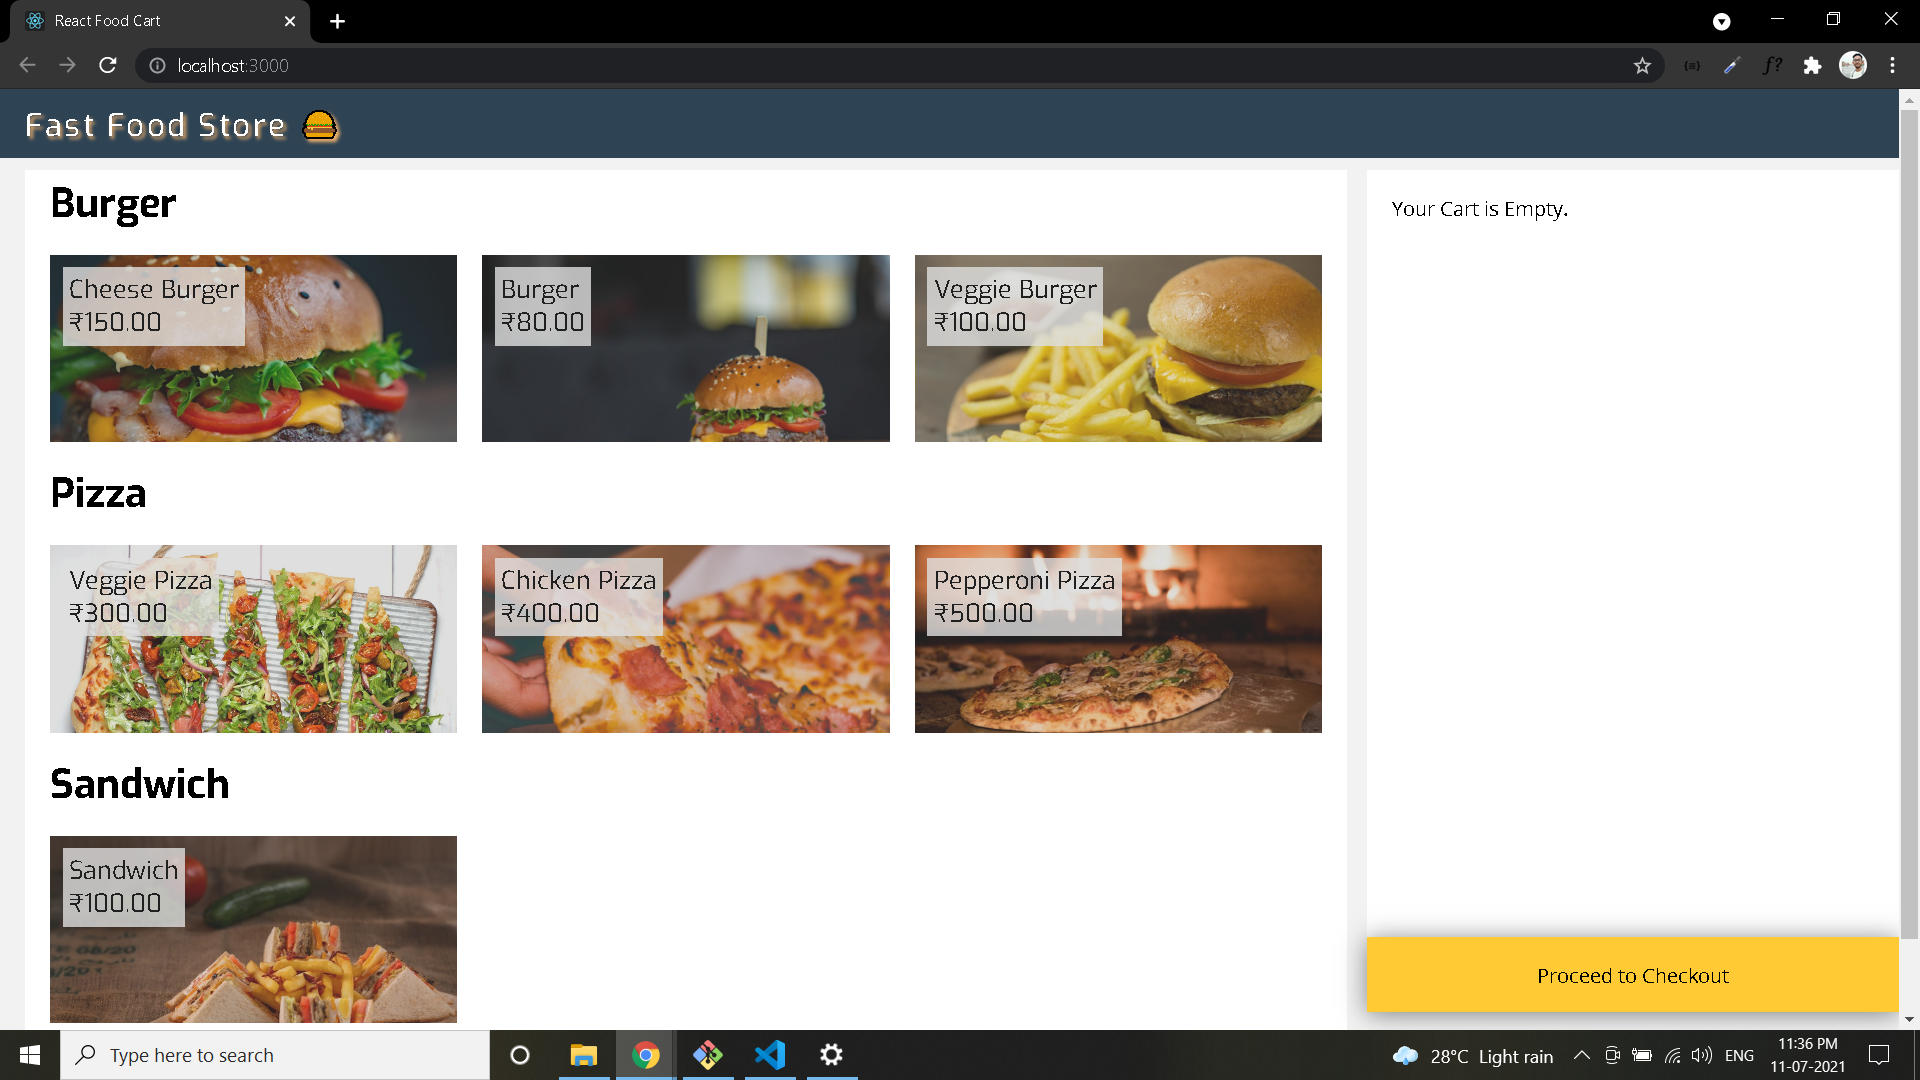 React Food Cart
localhost:3000
f?
Fast Food Store
Burger
Cheese Burger
₹150.00
Burger
₹80.00
Veggie Burger
₹100.00
Pizza
Veggie Pizza
₹300.00
Chicken Pizza
₹400.00
Pepperoni Pizza
₹500.00
Sandwich
Sandwich
₹100.00
Your Cart is Empty.
Proceed to Checkout
Type here to search
28°C Light rain
ENG
11:36 PM
11-07-2021